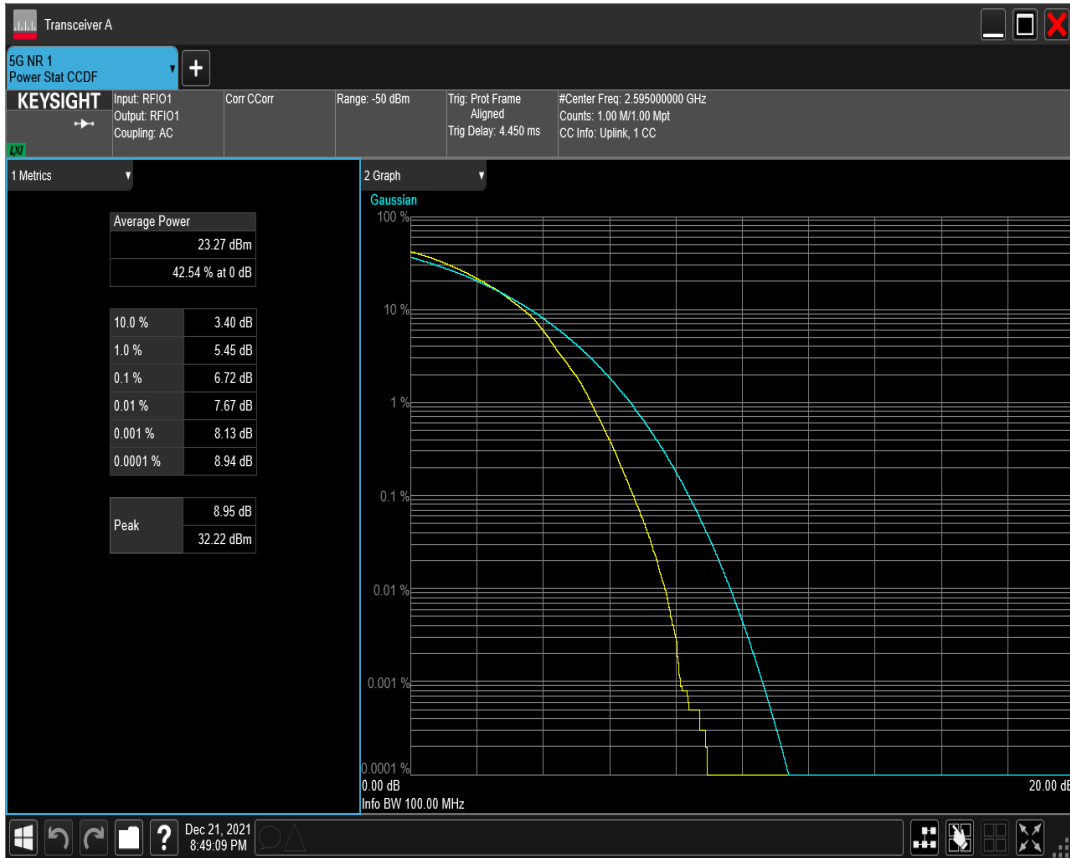 Transceiver A
5G NR 1
Power Stat CCDF
KEYSIGHT
LXI
Input: RFIO1
Output: RFIO1
Coupling: AC
Corr CCorr
Range: -50 dBm
Trig: Prot Frame
Aligned
Trig Delay: 4.450 ms
#Center Freq: 2.595000000 GHz
Counts: 1.00 M/1.00 Mpt
CC Info: Uplink, 1 CC
1 Metrics
Average Power
23.27 dBm
42.54 % at 0 dB
10.0 % 3.40 dB
1.0 % 5.45 dB
0.1 % 6.72 dB
0.01 % 7.67 dB
0.001 % 8.13 dB
0.0001 % 8.94 dB
Peak
8.95 dB
32.22 dBm
2 Graph
Gaussian
100 %
10 %
1 %
0.1 %
0.01 %
0.001 %
0.0001 %
0.00 dB 20.00 dB
Info BW 100.00 MHz
?
Dec 21, 2021
8:49:09 PM